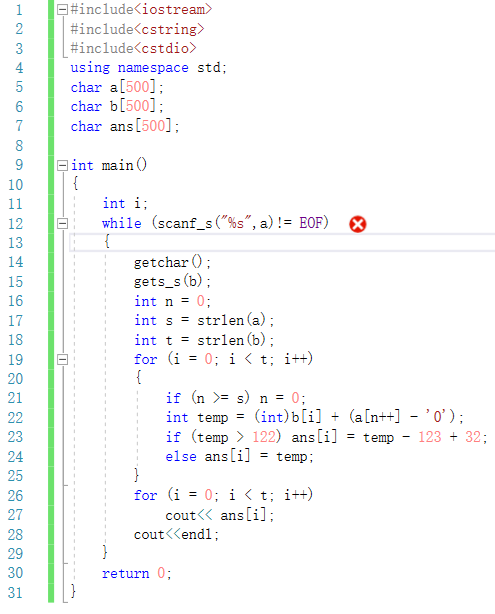 1 #include<iostream>
2 #include<cstring>
3 #include<cstdio>
4 using namespace std;
5 char a[500];
6 char b[500];
7 char ans[500];
8
9 int main()
10 {
11 int i;
12 while (scanf_s("%s",a)!= EOF)
13 {
14 getchar();
15 gets_s(b);
16 int n = 0;
17 int s = strlen(a);
18 int t = strlen(b);
19 for (i = 0; i < t; i++)
20 {
21 if (n >= s) n = 0;
22 int temp = (int)b[i] + (a[n++] - '0');
23 if (temp > 122) ans[i] = temp - 123 + 32;
24 else ans[i] = temp;
25 }
26 for (i = 0; i < t; i++)
27 cout<< ans[i];
28 cout<<endl;
29 }
30 return 0;
31 }